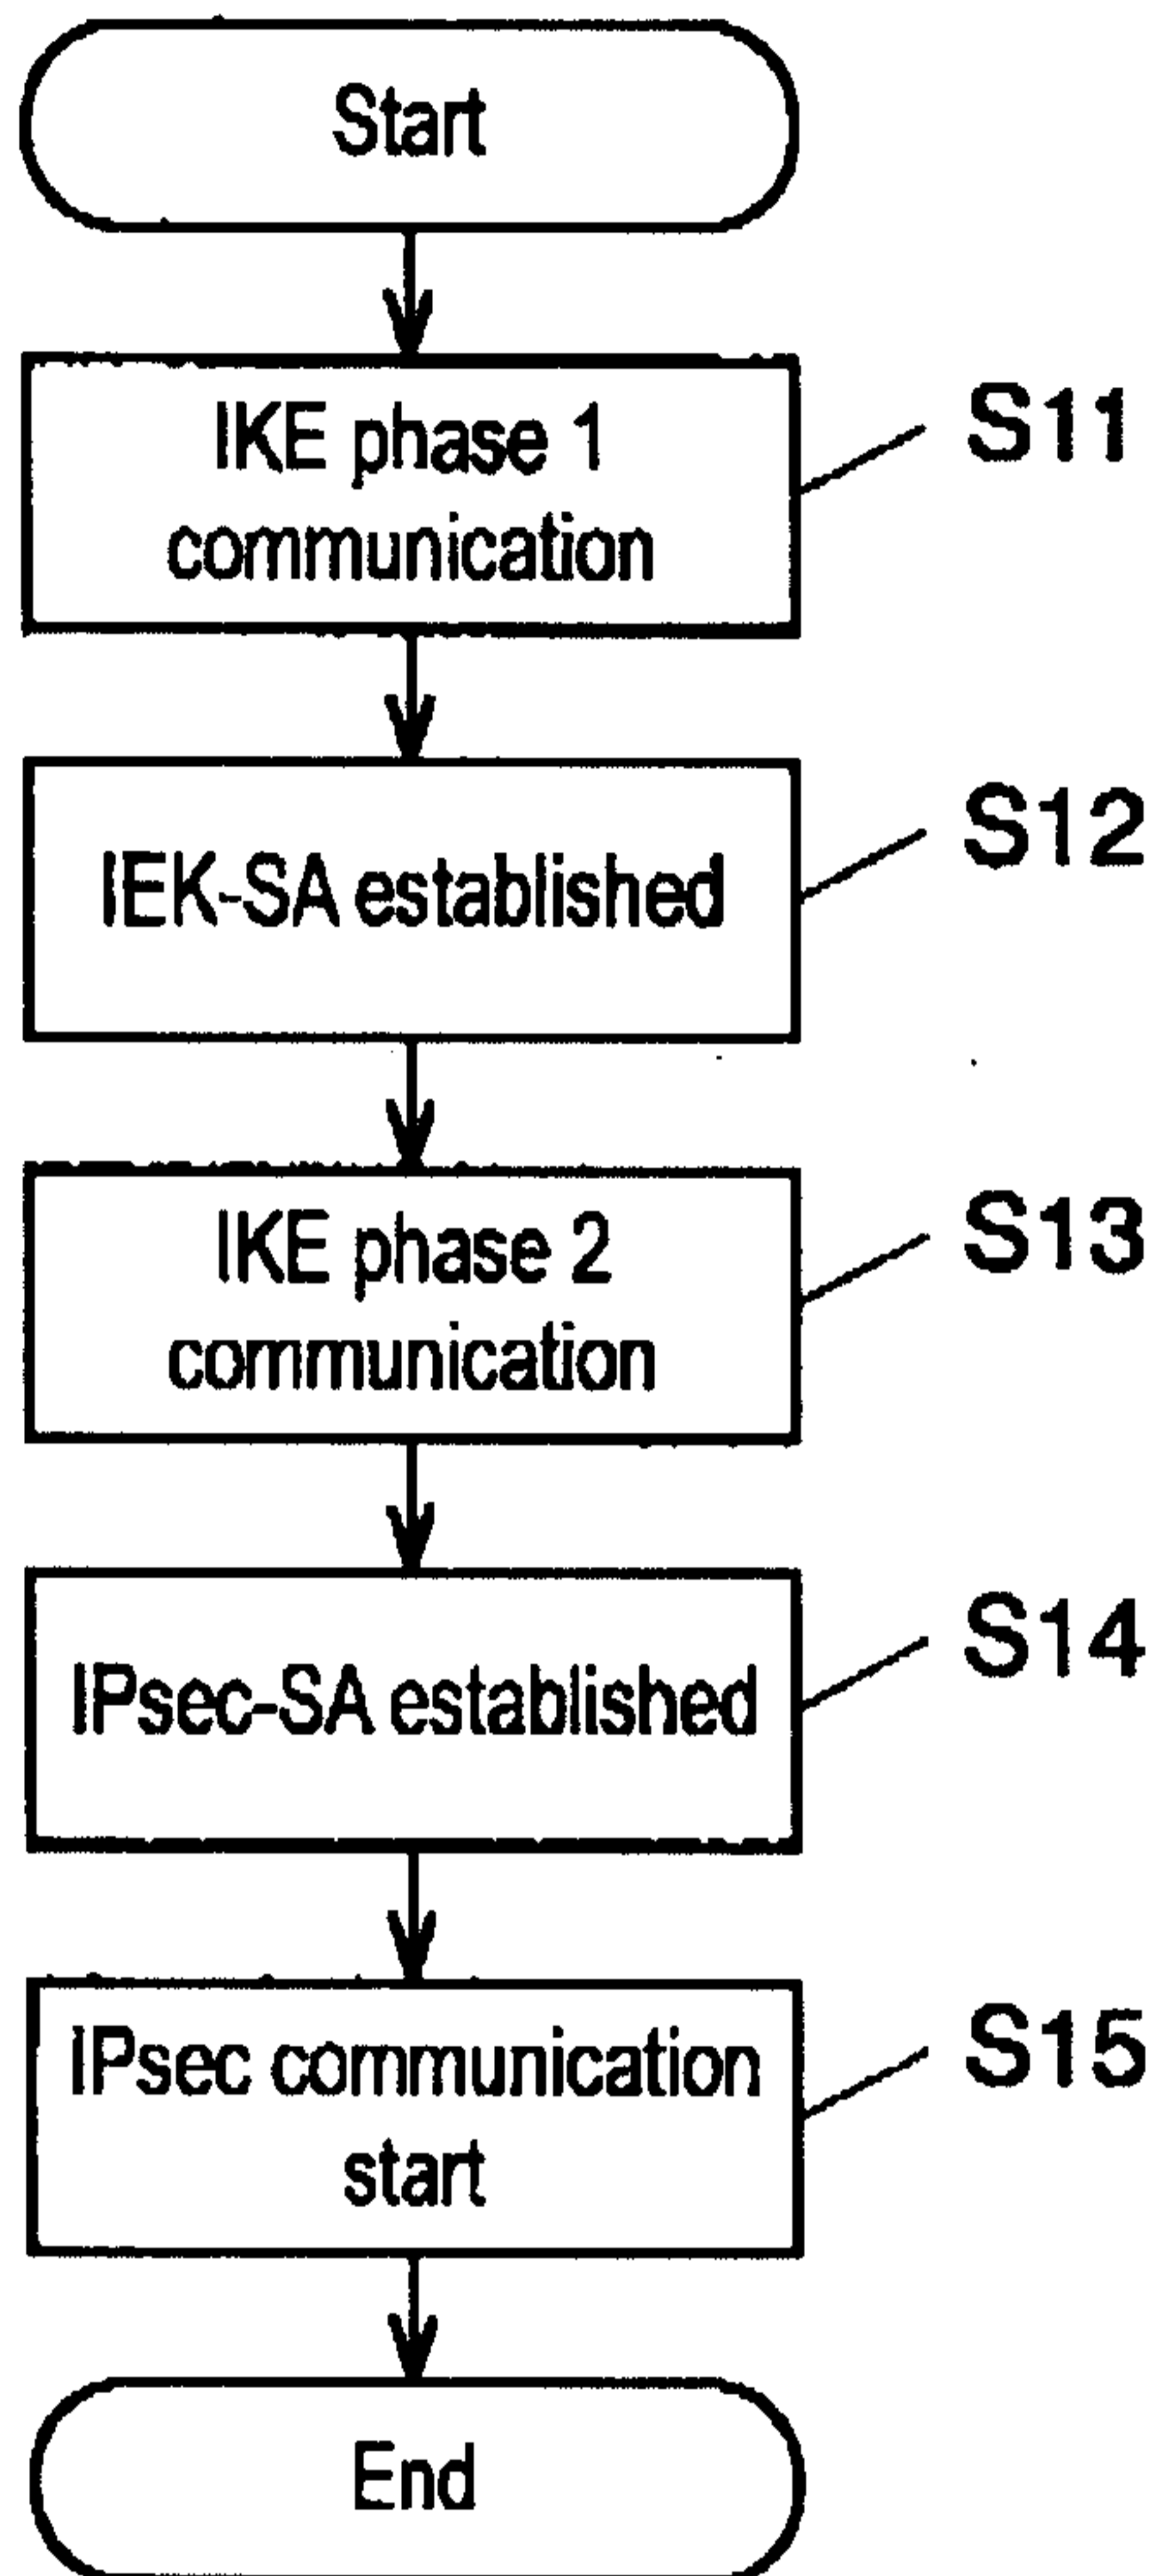 Start
IKE phase 1
communication
S11
IEK-SA established
S12
IKE phase 2
communication
S13
IPsec-SA established
S14
IPsec communication
start
S15
End